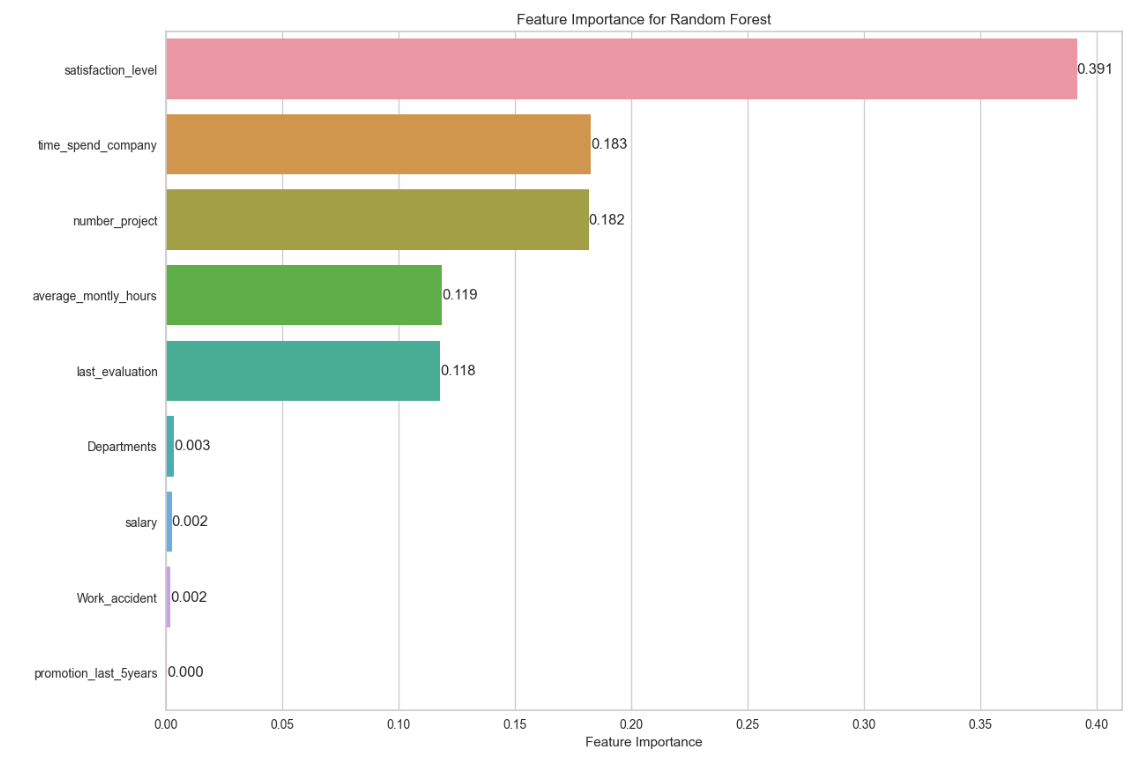 Feature Importance for Random Forest
satisfaction_level 0.391
time_spend_company 0.183
number_project 0.182
average_montly_hours 0.119
last_evaluation 0.118
Departments 0.003
salary 0.002
Work_accident 0.002
promotion_last_5years 0.000
0.00 0.05 0.10 0.15 0.20 0.25 0.30 0.35 0.40
Feature Importance